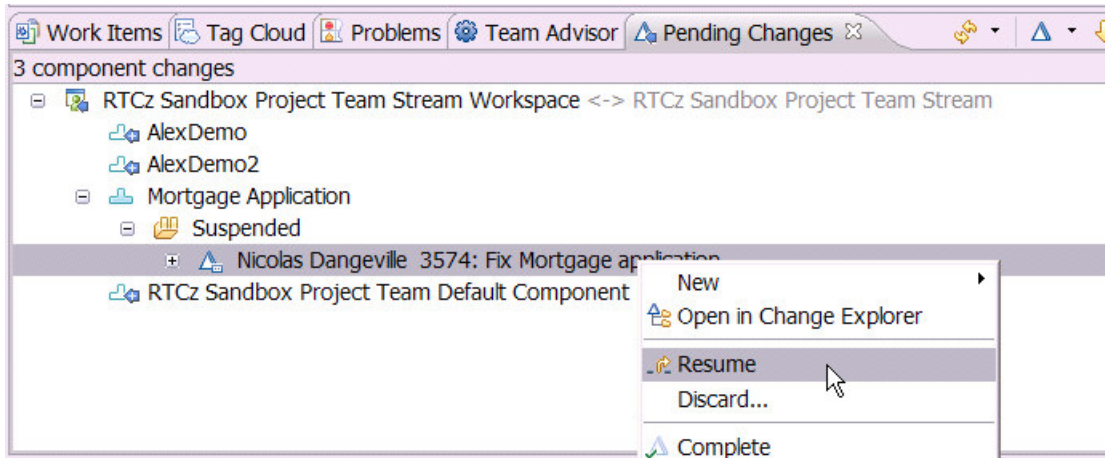 Work Items Tag Cloud Problems Team Advisor Pending Changes
3 component changes
RTCz Sandbox Project Team Stream Workspace <-> RTCz Sandbox Project Team Stream
AlexDemo
AlexDemo2
Mortgage Application
Suspended
Nicolas Dangeville 3574: Fix Mortgage application
RTCz Sandbox Project Team Default Component
New
Open in Change Explorer
Resume
Discard...
Complete